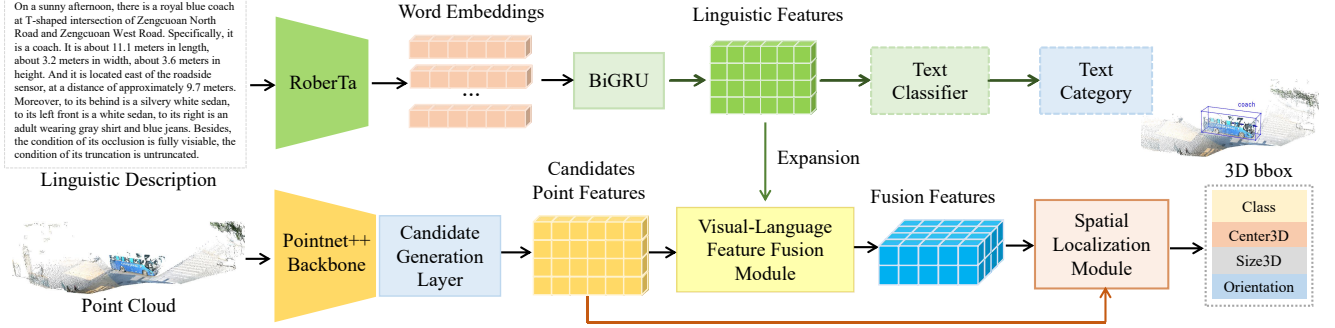 On a sunny afternoon, there is a royal blue coach
at T-shaped intersection of Zengcuoan North
Road and Zengcuoan West Road. Specifically, it
is a coach. It is about 11.1 meters in length,
about 3.2 meters in width, about 3.6 meters in
height. And it is located east of the roadside
sensor, at a distance of approximately 9.7 meters.
Moreover, to its behind is a silvery white sedan,
to its left front is a white sedan, to its right is an
adult wearing gray shirt and blue jeans. Besides,
the condition of its occlusion is fully visiable, the
condition of its truncation is untruncated.
Linguistic Description
RoberTa
Word Embeddings
...
BiGRU
Linguistic Features
Text
Classifier
Text
Category
coach
3D bbox
Expansion
Point Cloud
Pointnet++
Backbone
Candidate
Generation
Layer
Candidates
Point Features
Visual-Language
Feature Fusion
Module
Fusion Features
Spatial
Localization
Module
Class
Center3D
Size3D
Orientation